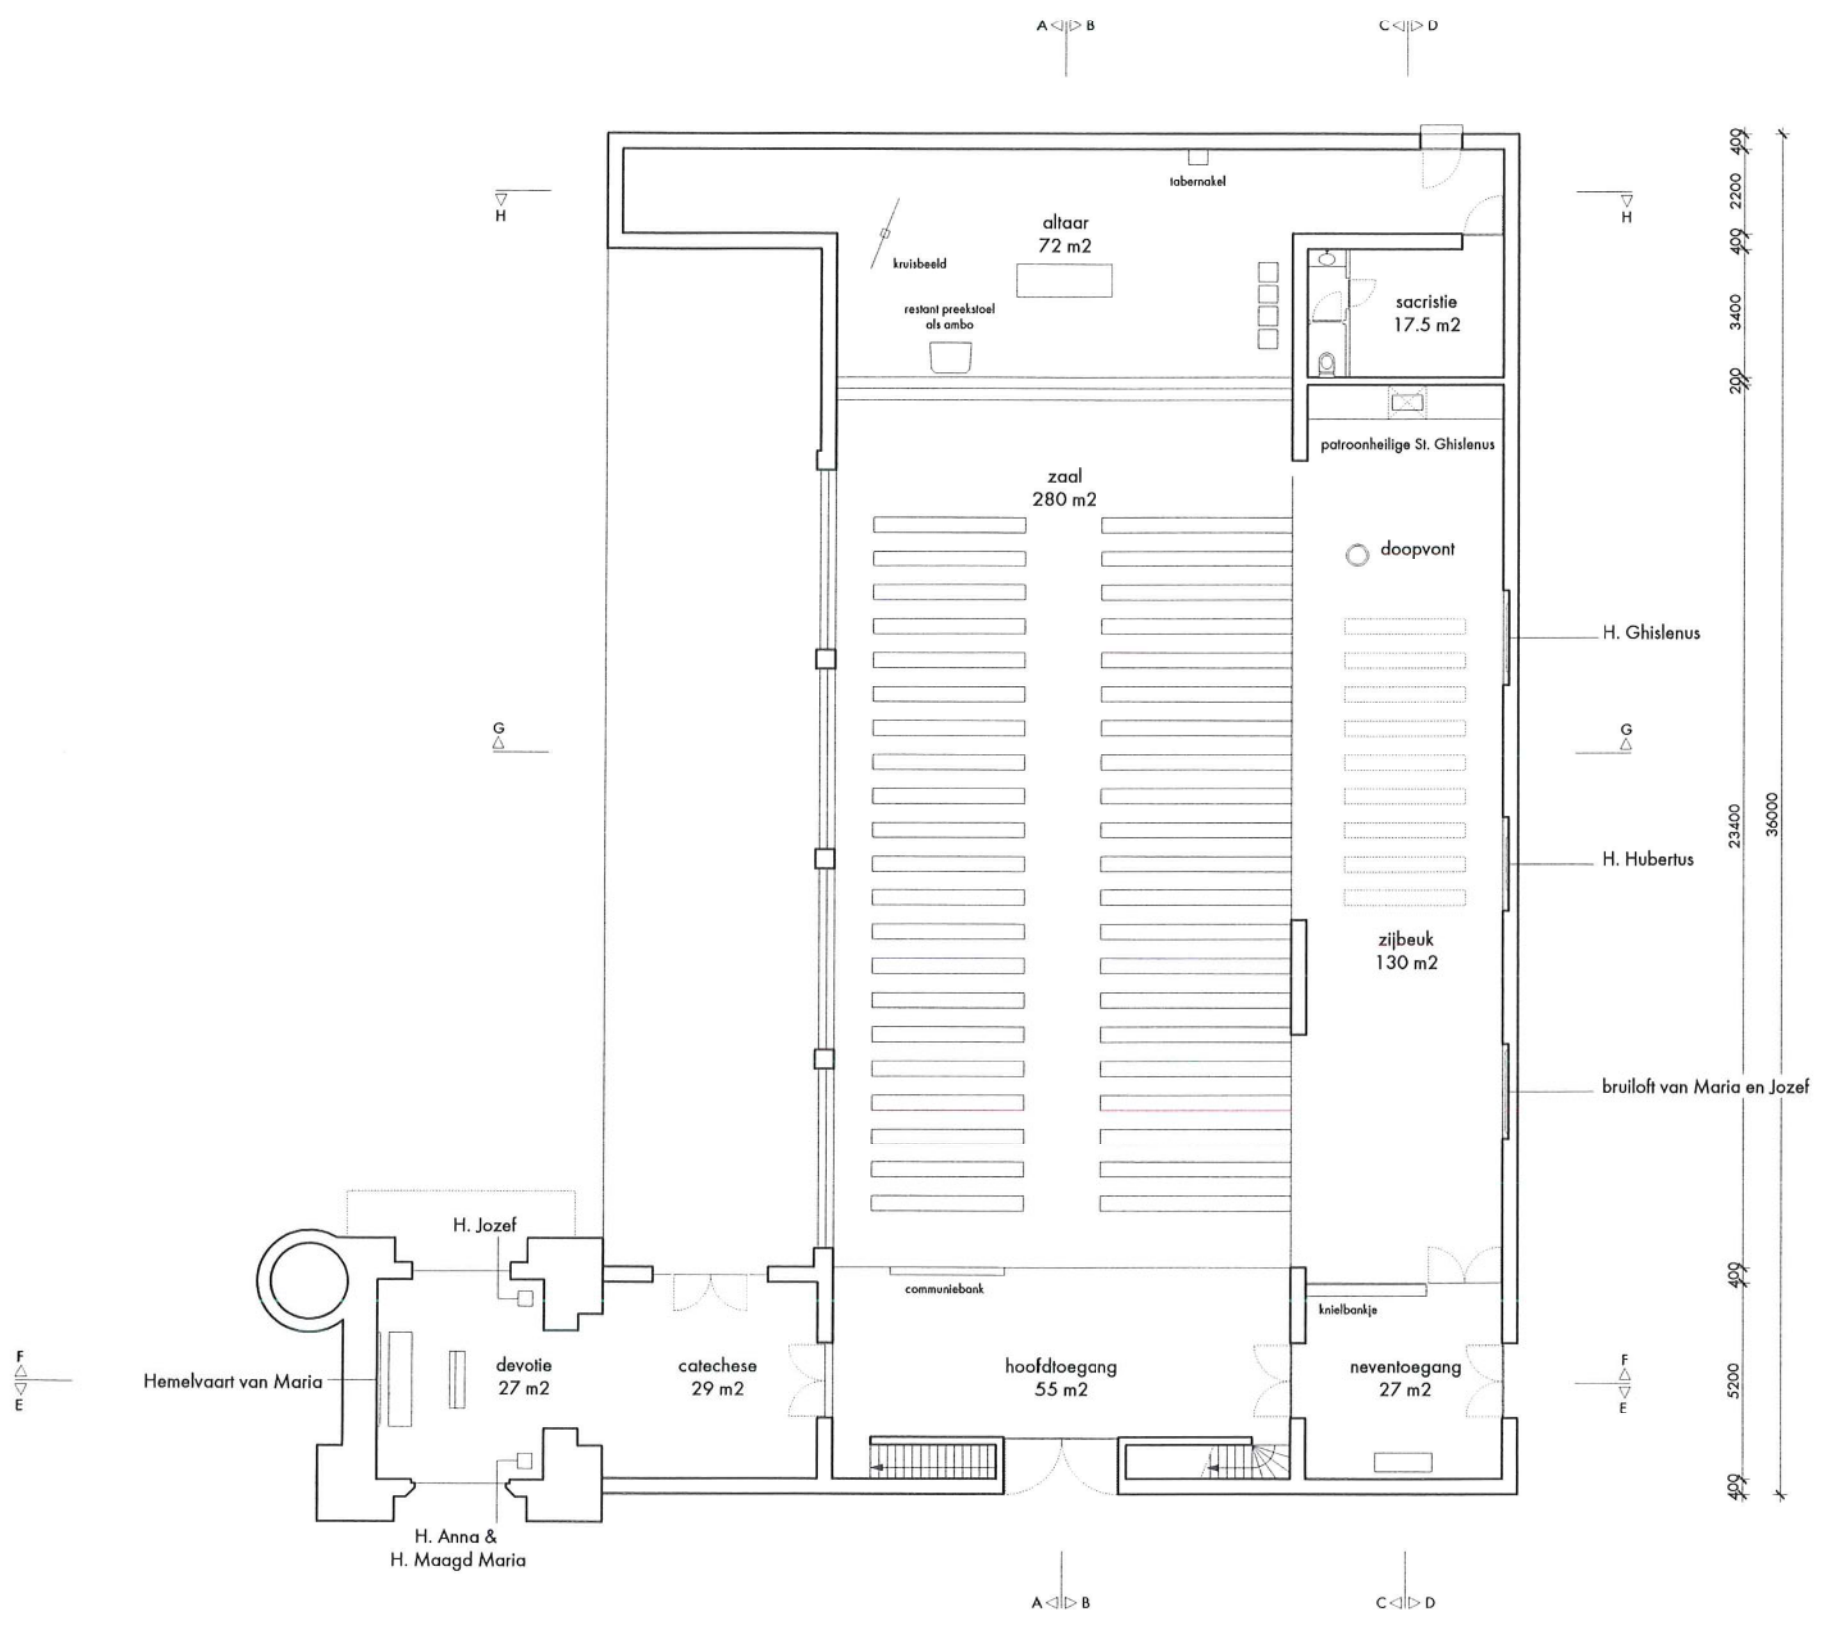 A B
C D
400
tabernakel
2200
H
H
altaar
72 m2
400
kruisbeeld
sacristie
17.5 m2
3400
restant preekstoel
als ambo
200
patroonheilige St. Ghislenus
zaal
280 m2
doopvont
H. Ghislenus
G
G
23400
36000
H. Hubertus
zijbeuk
130 m2
bruiloft van Maria en Jozef
H. Jozef
400
communiebank
knielbankje
F
E
Hemelvaart van Maria
devotie
27 m2
catechese
29 m2
hoofdtoegang
55 m2
neventoegang
27 m2
F
E
5200
400
H. Anna &
H. Maagd Maria
A B
C D